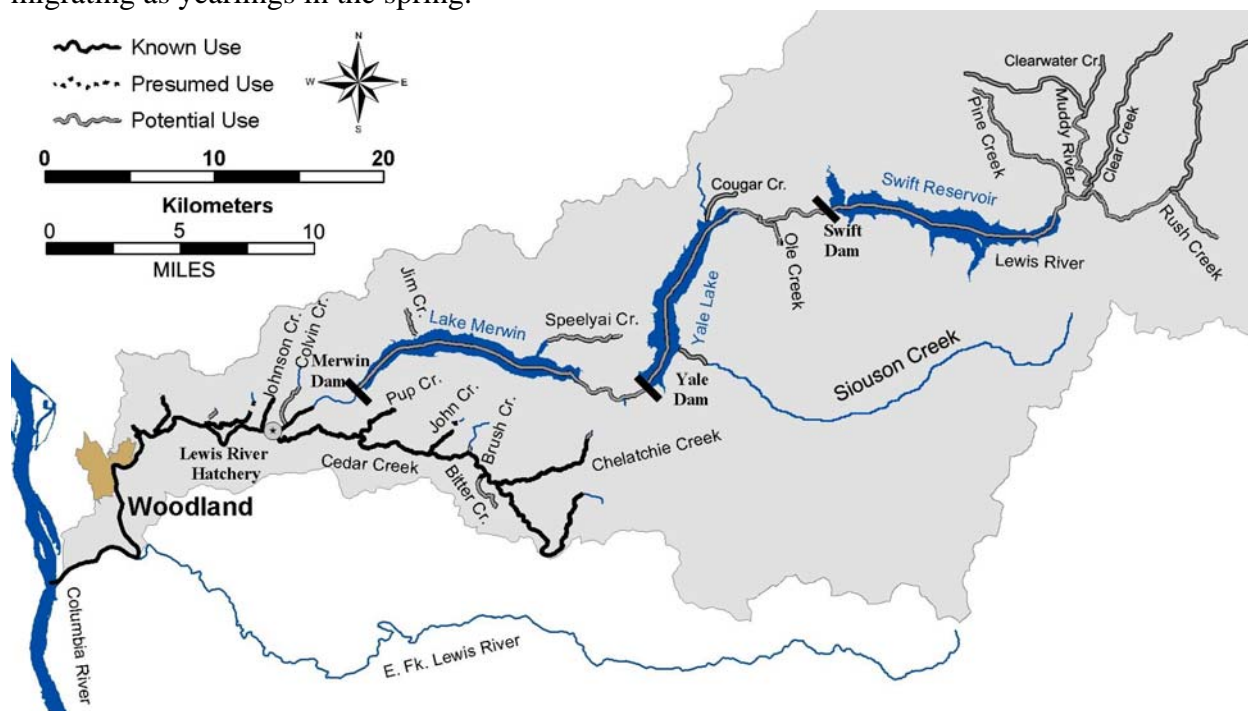 migrating as yearlings in the spring.
Known Use
Presumed Use
Potential Use
N
W
E
S
0 10 20
Kilometers
0 5 10
MILES
Clearwater Cr.
Pine Creek
Muddy River
Clear Creek
Rush Creek
Cougar Cr.
Swift Reservoir
Swift
Dam
Ole Creek
Lewis River
Yale Lake
Jim Cr.
Lake Merwin
Speelyai Cr.
Johnson Cr.
Colvin Cr.
Merwin
Dam
Yale
Dam
Siouson Creek
Pup Cr.
John Cr.
Brush Cr.
Lewis River
Hatchery
Cedar Creek
Bitter Cr.
Chelatchie Creek
Woodland
Columbia River
E. Fk. Lewis River